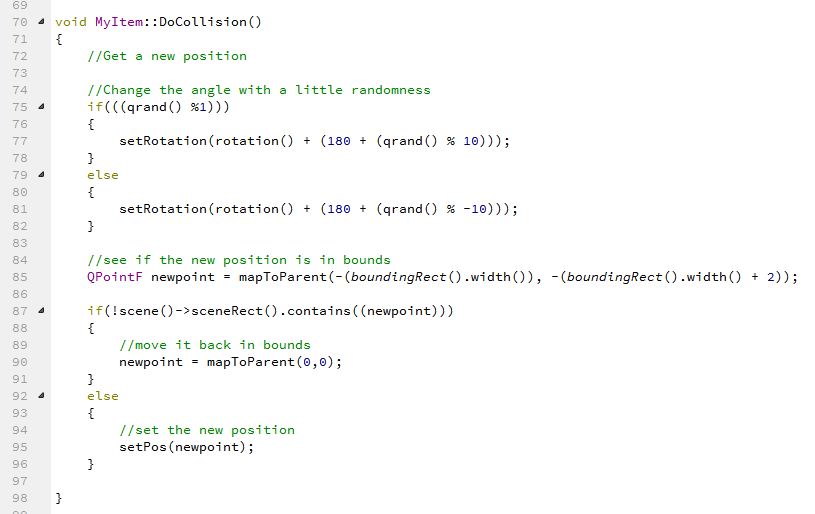 69
70 void MyItem::DoCollision()
71 {
72     //Get a new position
73
74     //Change the angle with a little randomness
75     if(((qrand() %1)))
76     {
77         setRotation(rotation() + (180 + (qrand() % 10)));
78     }
79     else
80     {
81         setRotation(rotation() + (180 + (qrand() % -10)));
82     }
83
84     //see if the new position is in bounds
85     QPointF newpoint = mapToParent(-(boundingRect().width()), -(boundingRect().width() + 2));
86
87     if(!scene()->sceneRect().contains((newpoint)))
88     {
89         //move it back in bounds
90         newpoint = mapToParent(0,0);
91     }
92     else
93     {
94         //set the new position
95         setPos(newpoint);
96     }
97
98 }